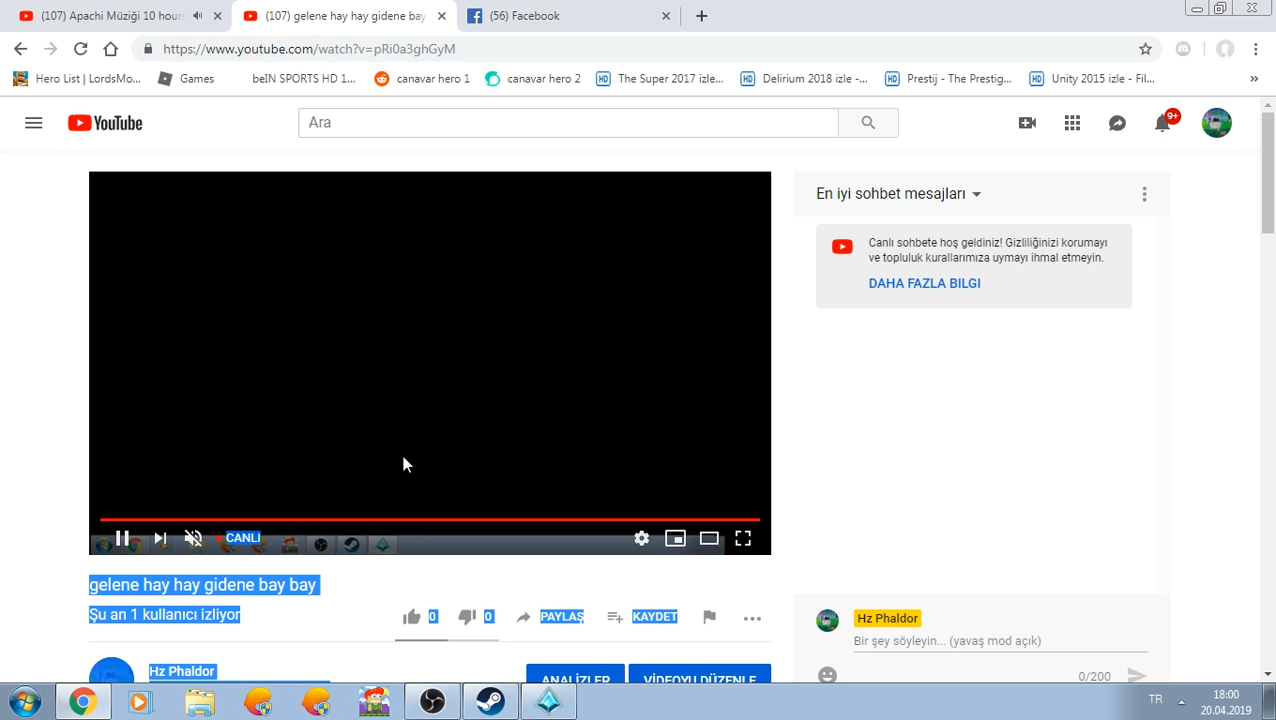 (107) Apachi Müziği 10 hours
(107) gelene hay hay gidene bay
(56) Facebook
https://www.youtube.com/watch?v=pRi0a3ghGyM
Hero List | LordsMo...
Games
beIN SPORTS HD 1...
canavar hero 1
canavar hero 2
The Super 2017 izle...
Delirium 2018 izle -...
Prestij - The Prestig...
Unity 2015 izle - Fil...
YouTube
Ara
9+
En iyi sohbet mesajları
Canlı sohbete hoş geldiniz! Gizliliğinizi korumayı
ve topluluk kurallarımıza uymayı ihmal etmeyin.
DAHA FAZLA BILGI
CANLI
gelene hay hay gidene bay bay
Şu an 1 kullanıcı izliyor
0
0
PAYLAŞ
KAYDET
Hz Phaldor
Bir şey söyleyin... (yavaş mod açık)
0/200
Hz Phaldor
ANALİZLER
VİDEOYU DÜZENLE
TR
18:00
20.04.2019